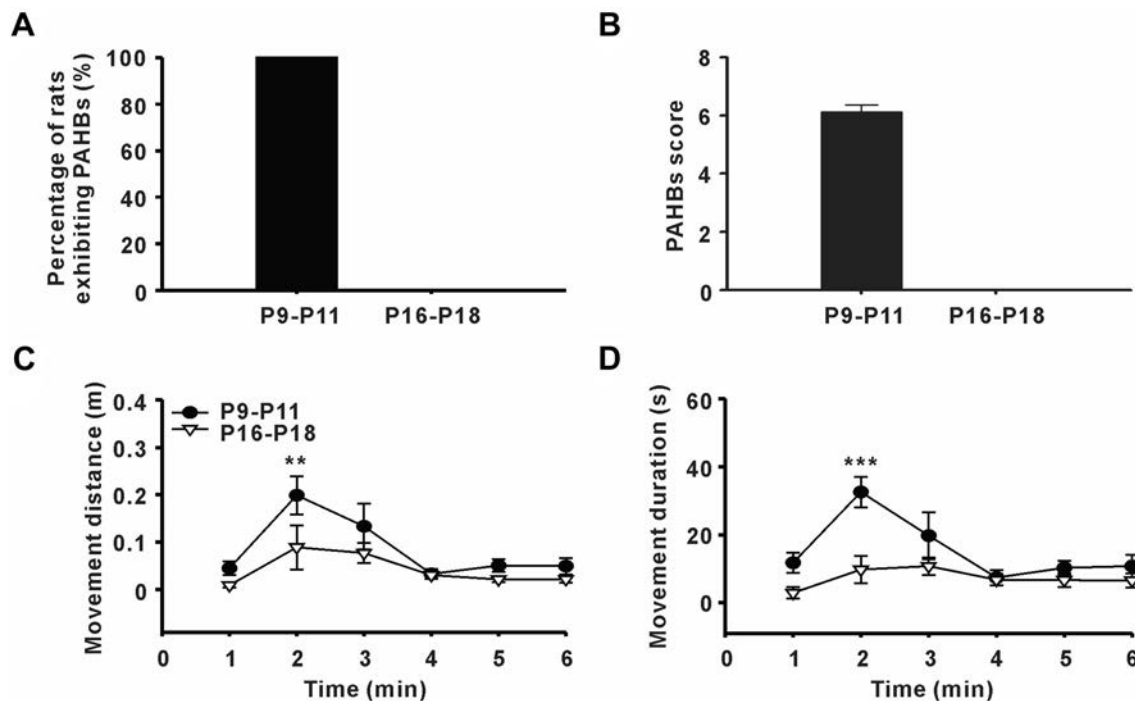 A
Percentage of rats
exhibiting PAHBs (%)
100
80
60
40
20
0
P9-P11 P16-P18
B
PAHBs score
8
6
4
2
0
P9-P11 P16-P18
C
Movement distance (m)
0.4
0.3
0.2
0.1
0
P9-P11
P16-P18
**
0 1 2 3 4 5 6
Time (min)
D
Movement duration (s)
60
40
20
0
***
0 1 2 3 4 5 6
Time (min)